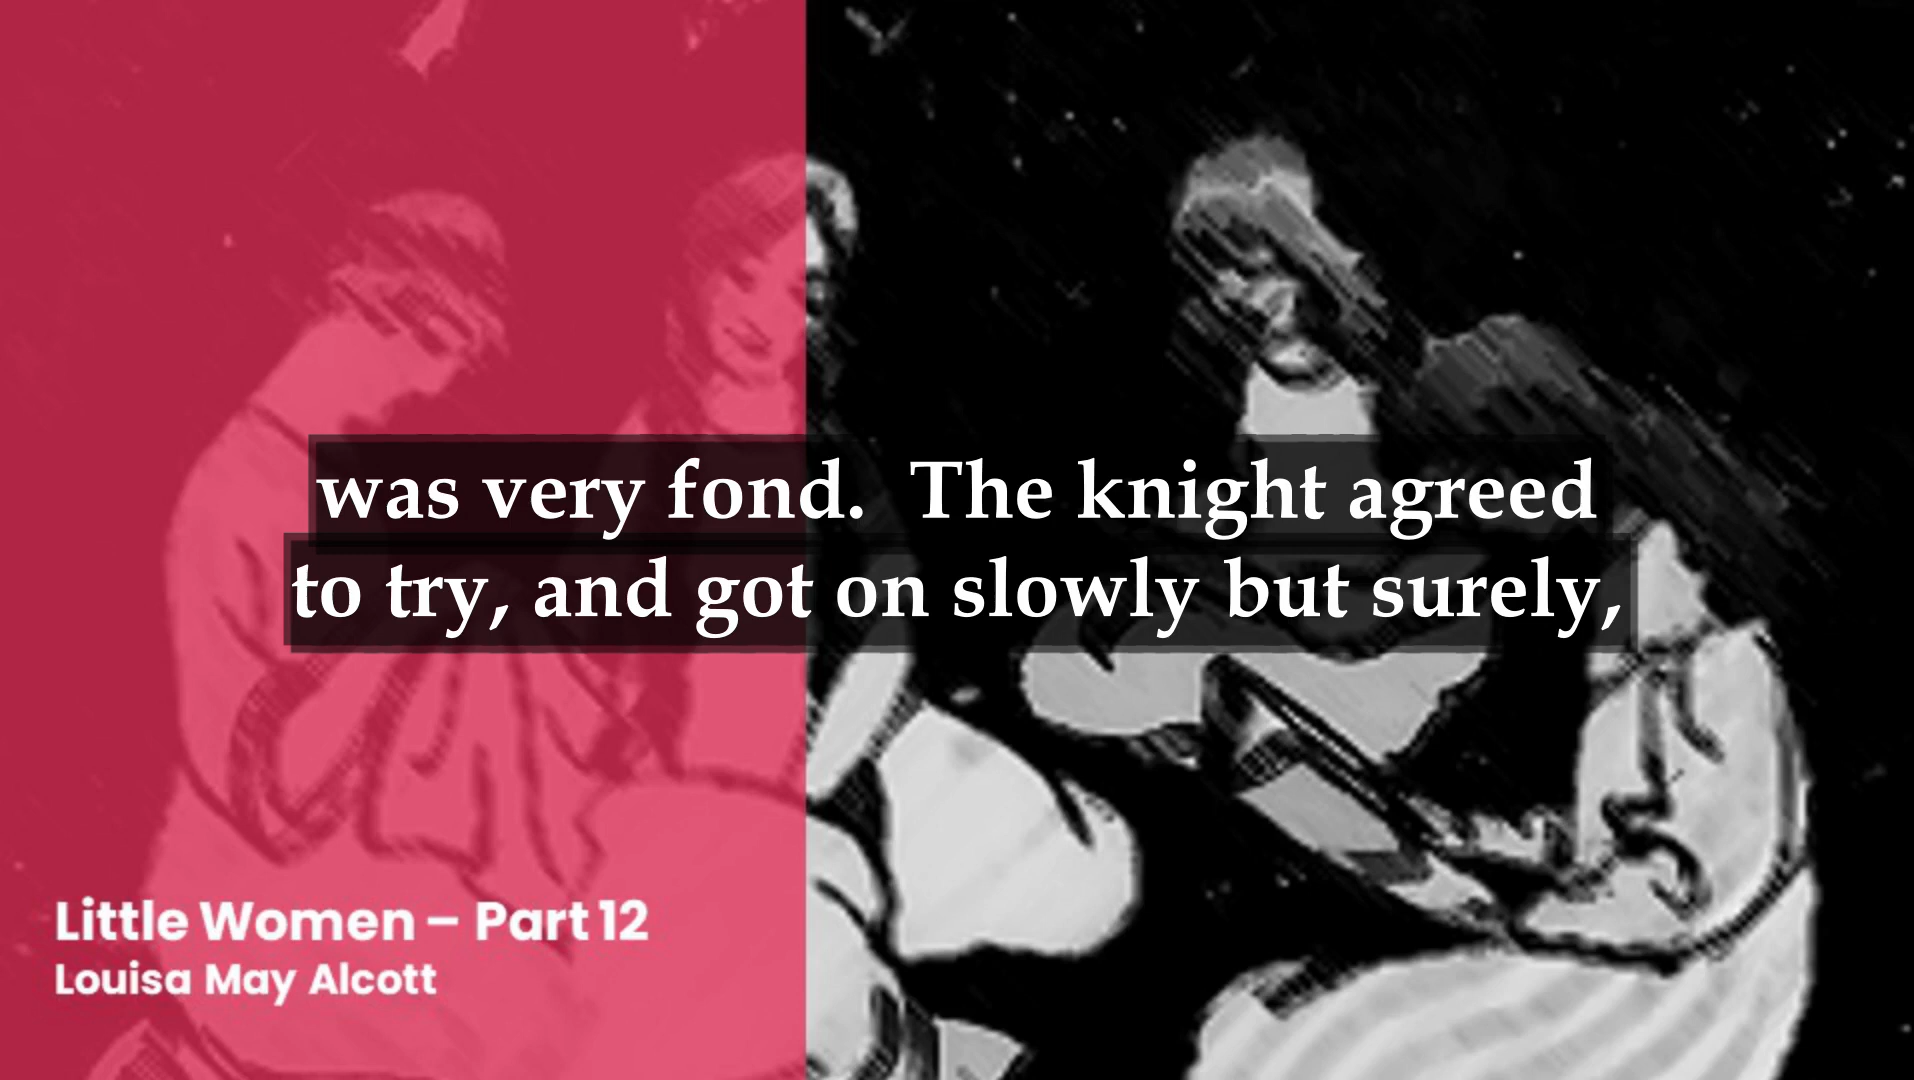 was very fond.  The knight agreed
to try, and got on slowly but surely,
Little Women – Part 12
Louisa May Alcott